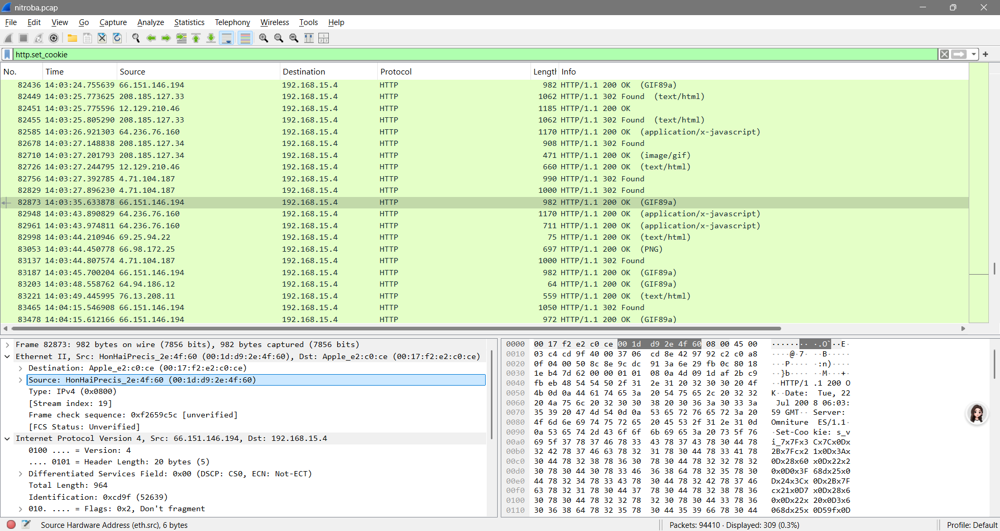 nitroba.pcap
File Edit View Go Capture Analyze Statistics Telephony Wireless Tools Help
http.set_cookie
No. Time Source Destination Protocol Length Info
82436 14:03:24.755639 66.151.146.194 192.168.15.4 HTTP 982 HTTP/1.1 200 OK (GIF89a)
82449 14:03:25.773625 208.185.127.33 192.168.15.4 HTTP 1062 HTTP/1.1 302 Found (text/html)
82451 14:03:25.775596 12.129.210.46 192.168.15.4 HTTP 1185 HTTP/1.1 200 OK
82455 14:03:25.805290 208.185.127.33 192.168.15.4 HTTP 1062 HTTP/1.1 302 Found (text/html)
82585 14:03:26.921303 64.236.76.160 192.168.15.4 HTTP 1170 HTTP/1.1 200 OK (application/x-javascript)
82678 14:03:27.148838 208.185.127.34 192.168.15.4 HTTP 908 HTTP/1.1 302 Found
82710 14:03:27.201793 208.185.127.34 192.168.15.4 HTTP 471 HTTP/1.1 200 OK (image/gif)
82726 14:03:27.244795 12.129.210.46 192.168.15.4 HTTP 660 HTTP/1.1 200 OK (text/html)
82756 14:03:27.392785 4.71.104.187 192.168.15.4 HTTP 990 HTTP/1.1 302 Found
82829 14:03:27.896230 4.71.104.187 192.168.15.4 HTTP 1000 HTTP/1.1 302 Found
82873 14:03:35.633878 66.151.146.194 192.168.15.4 HTTP 982 HTTP/1.1 200 OK (GIF89a)
82948 14:03:43.890829 64.236.76.160 192.168.15.4 HTTP 1170 HTTP/1.1 200 OK (application/x-javascript)
82961 14:03:43.974811 64.236.76.160 192.168.15.4 HTTP 711 HTTP/1.1 200 OK (application/x-javascript)
82998 14:03:44.210946 69.25.94.22 192.168.15.4 HTTP 75 HTTP/1.1 200 OK (text/html)
83053 14:03:44.450778 66.98.172.25 192.168.15.4 HTTP 697 HTTP/1.1 200 OK (PNG)
83137 14:03:44.807574 4.71.104.187 192.168.15.4 HTTP 1000 HTTP/1.1 302 Found
83187 14:03:45.700204 66.151.146.194 192.168.15.4 HTTP 982 HTTP/1.1 200 OK (GIF89a)
83203 14:03:48.558762 64.94.186.12 192.168.15.4 HTTP 64 HTTP/1.1 200 OK (GIF89a)
83221 14:03:49.445995 76.13.208.11 192.168.15.4 HTTP 559 HTTP/1.1 200 OK (text/html)
83465 14:04:15.546908 66.151.146.194 192.168.15.4 HTTP 1050 HTTP/1.1 302 Found
83478 14:04:15.612166 66.151.146.194 192.168.15.4 HTTP 972 HTTP/1.1 200 OK (GIF89a)
Frame 82873: 982 bytes on wire (7856 bits), 982 bytes captured (7856 bits)
Ethernet II, Src: HonHaiPrecis_2e:4f:60 (00:1d:d9:2e:4f:60), Dst: Apple_e2:c0:ce (00:17:f2:e2:c0:ce)
Destination: Apple_e2:c0:ce (00:17:f2:e2:c0:ce)
Source: HonHaiPrecis_2e:4f:60 (00:1d:d9:2e:4f:60)
Type: IPv4 (0x0800)
[Stream index: 19]
Frame check sequence: 0xf2659c5c [unverified]
[FCS Status: Unverified]
Internet Protocol Version 4, Src: 66.151.146.194, Dst: 192.168.15.4
0100 .... = Version: 4
.... 0101 = Header Length: 20 bytes (5)
Differentiated Services Field: 0x00 (DSCP: CS0, ECN: Not-ECT)
Total Length: 964
Identification: 0xcd9f (52639)
010. .... = Flags: 0x2, Don't fragment
0000 00 17 f2 e2 c0 ce 00 1d d9 2e 4f 60 08 00 45 00 ········ ··.O`··E·
0010 03 c4 cd 9f 40 00 37 06 cd 8e 42 97 92 c2 c0 a8 ····@·7· ··B·····
0020 0f 04 00 50 8c 8e 9c dc 91 3a 6e 29 fb 0c 80 18 ···P···· ·:n)····
0030 1e b4 7d 62 00 00 01 01 08 0a 4d 09 1d af 2b c9 ··}b···· ··M···+·
0040 fb eb 48 54 54 50 2f 31 2e 31 20 32 30 30 20 4f ··HTTP/1 .1 200 O
0050 4b 0d 0a 44 61 74 65 3a 20 54 75 65 2c 20 32 32 K··Date: Tue, 22
0060 20 4a 75 6c 20 32 30 30 38 20 30 36 3a 30 33 3a Jul 200 8 06:03:
0070 35 39 20 47 4d 54 0d 0a 53 65 72 76 65 72 3a 20 59 GMT·· Server:
0080 4f 6d 6e 69 74 75 72 65 20 45 53 2f 31 2e 31 0d Omniture ES/1.1·
0090 0a 53 65 74 2d 43 6f 6f 6b 69 65 3a 20 73 5f 76 ·Set-Coo kie: s_v
00a0 69 5f 37 78 37 46 78 33 43 78 37 43 78 30 44 78 i_7x7Fx3 Cx7Cx0Dx
00b0 32 42 78 37 46 63 78 32 31 78 30 44 78 33 41 78 2Bx7Fcx2 1x0Dx3Ax
00c0 30 44 78 32 38 78 36 30 78 30 44 78 32 32 78 32 0Dx28x60 x0Dx22x2
00d0 30 78 30 44 30 78 33 46 36 38 64 78 32 35 78 30 0x0D0x3F 68dx25x0
00e0 44 78 32 34 78 33 43 78 30 44 78 32 42 78 37 46 Dx24x3Cx 0Dx2Bx7F
00f0 63 78 32 31 78 30 44 37 78 30 44 78 32 38 78 36 cx21x0D7 x0Dx28x6
0100 30 78 30 44 78 32 32 78 32 30 78 30 44 33 78 36 0x0Dx22x 20x0D3x6
0110 30 36 38 64 78 32 35 78 30 44 35 39 66 78 30 44 068dx25x 0D59fx0D
Source Hardware Address (eth.src), 6 bytes
Packets: 94410 · Displayed: 309 (0.3%)
Profile: Default